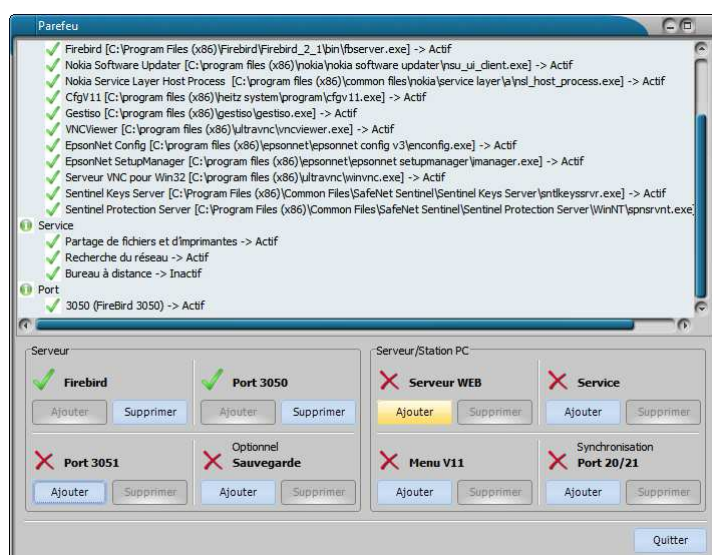 Parefeu
Firebird [C:\Program Files (x86)\Firebird\Firebird_2_1\bin\fbserver.exe] -> Actif
Nokia Software Updater [C:\program files (x86)\nokia\nokia software updater\nsu_ui_client.exe] -> Actif
Nokia Service Layer Host Process [C:\program files (x86)\common files\nokia\service layer\a\nsl_host_process.exe] -> Actif
CfgV11 [C:\program files (x86)\heitz system\program\cfgv11.exe] -> Actif
Gestiso [C:\program files (x86)\gestiso\gestiso.exe] -> Actif
VNCViewer [C:\program files (x86)\ultravnc\vncviewer.exe] -> Actif
EpsonNet Config [C:\program files (x86)\epsonnet\epsonnet config v3\enconfig.exe] -> Actif
EpsonNet SetupManager [C:\program files (x86)\epsonnet\epsonnet setupmanager\manager.exe] -> Actif
Serveur VNC pour Win32 [C:\program files (x86)\ultravnc\winvnc.exe] -> Actif
Sentinel Keys Server [C:\Program Files (x86)\Common Files\SafeNet Sentinel\Sentinel Keys Server\sntlkeyssrvr.exe] -> Actif
Sentinel Protection Server [C:\Program Files (x86)\Common Files\SafeNet Sentinel\Sentinel Protection Server\WinNT\spnsrvnt.exe]
Service
Partage de fichiers et d'imprimantes -> Actif
Recherche du réseau -> Actif
Bureau à distance -> Inactif
Port
3050 (FireBird 3050) -> Actif
Serveur
Firebird
Ajouter Supprimer
Port 3050
Ajouter Supprimer
Port 3051
Ajouter Supprimer
Optionnel
Sauvegarde
Ajouter Supprimer
Serveur/Station PC
Serveur WEB
Ajouter Supprimer
Service
Ajouter Supprimer
Menu V11
Ajouter Supprimer
Synchronisation
Port 20/21
Ajouter Supprimer
Quitter